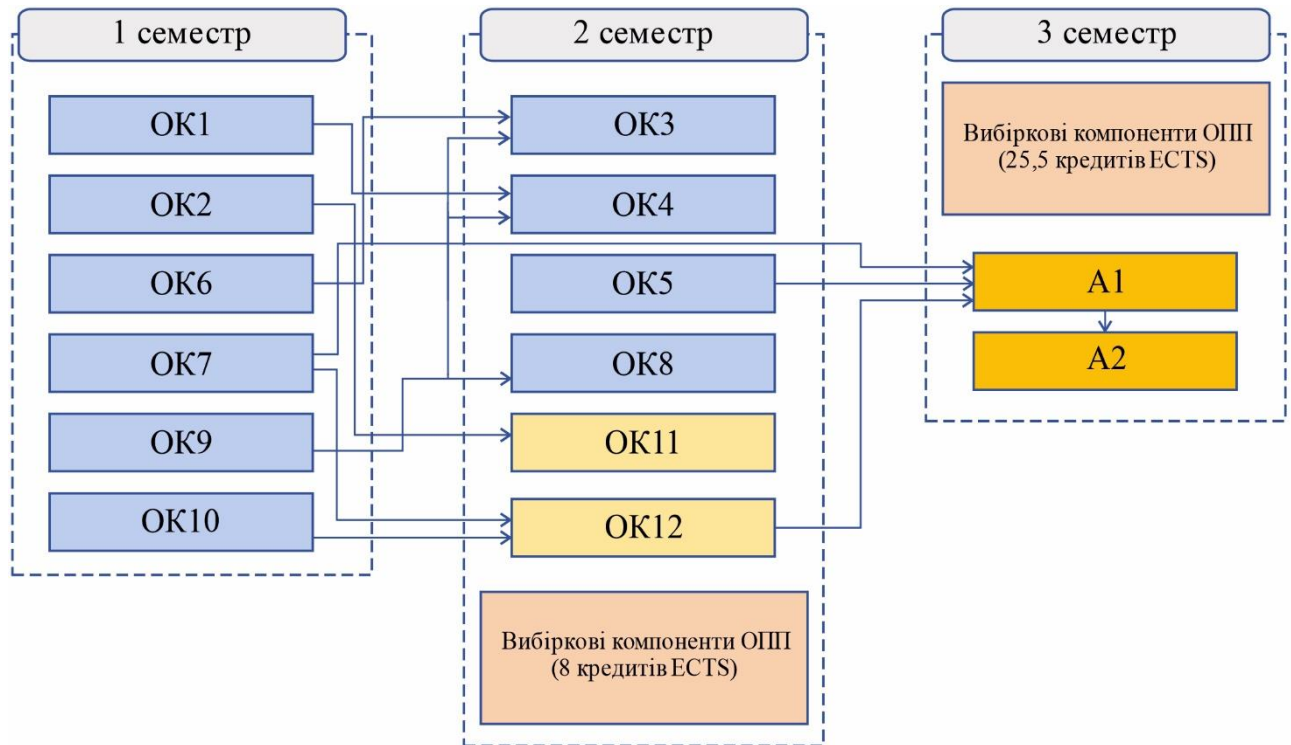 1 семестр
ОК1
ОК2
ОК6
ОК7
ОК9
ОК10
2 семестр
ОК3
ОК4
ОК5
ОК8
ОК11
ОК12
Вибіркові компоненти ОПП
(8 кредитів ECTS)
3 семестр
Вибіркові компоненти ОПП
(25,5 кредитів ECTS)
А1
А2